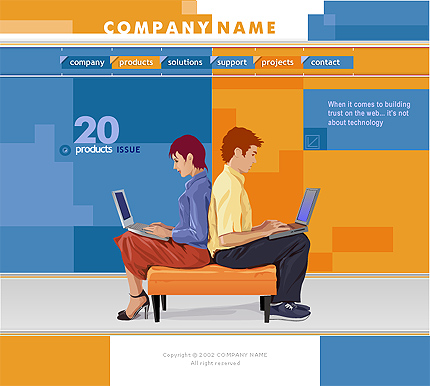 COMPANY NAME
company products solutions support projects contact
20
products ISSUE
When it comes to building
trust on the web... it's not
about technology
Copyright © 2002 COMPANY NAME
All right reserved